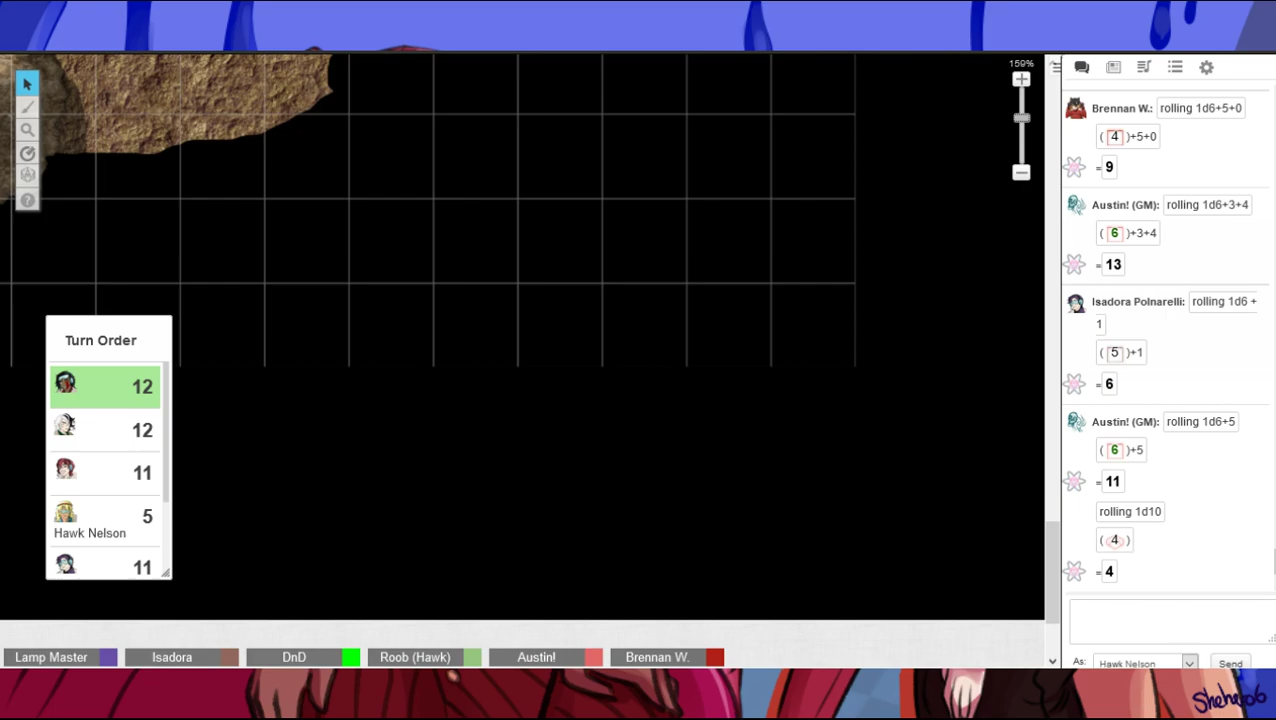 159%
Brennan W.: rolling 1d6+5+0
( 4 )+5+0
= 9
Austin! (GM): rolling 1d6+3+4
( 6 )+3+4
= 13
Isadora Polnarelli: rolling 1d6 +
1
( 5 )+1
= 6
Austin! (GM): rolling 1d6+5
( 6 )+5
= 11
rolling 1d10
( 4 )
= 4
As: Hawk Nelson Send
Turn Order
12
12
11
5
Hawk Nelson
11
Lamp Master Isadora DnD Roob (Hawk) Austin! Brennan W.